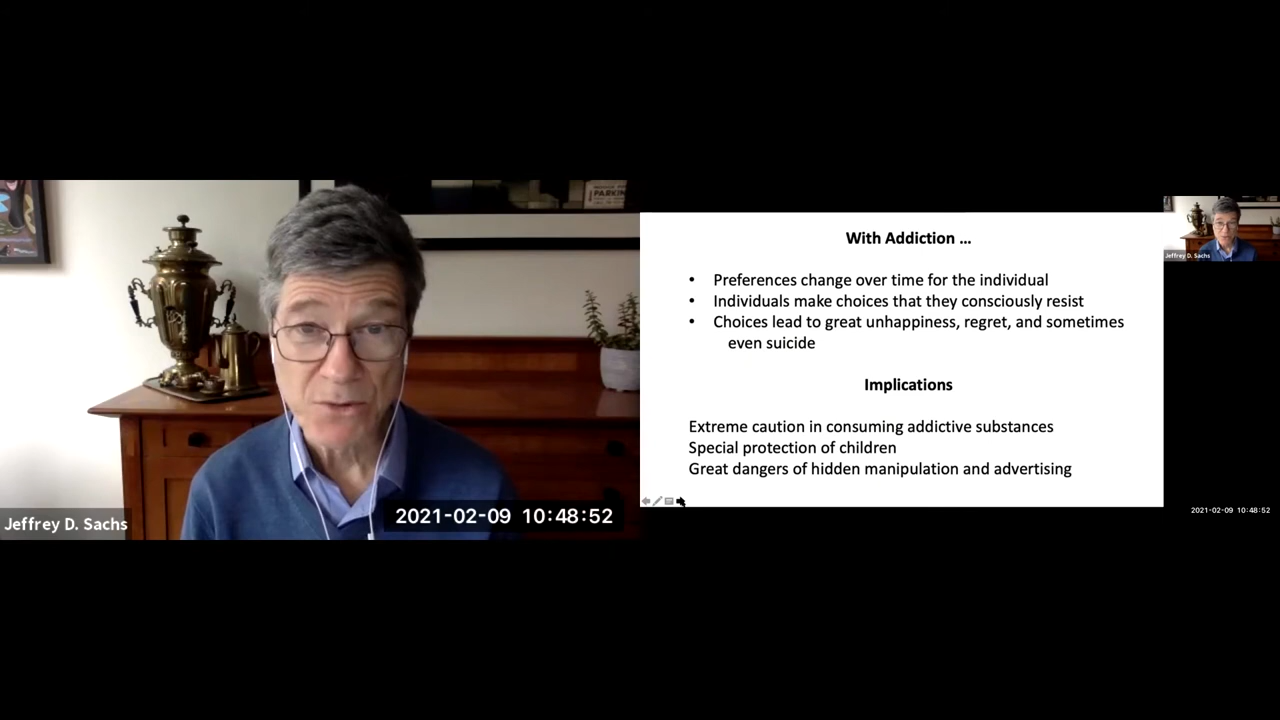 PARKIN
Jeffrey D. Sachs
2021-02-09 10:48:52
With Addiction ...
• Preferences change over time for the individual
• Individuals make choices that they consciously resist
• Choices lead to great unhappiness, regret, and sometimes
even suicide
Implications
Extreme caution in consuming addictive substances
Special protection of children
Great dangers of hidden manipulation and advertising
Jeffrey D. Sachs
2021-02-09 10:48:52